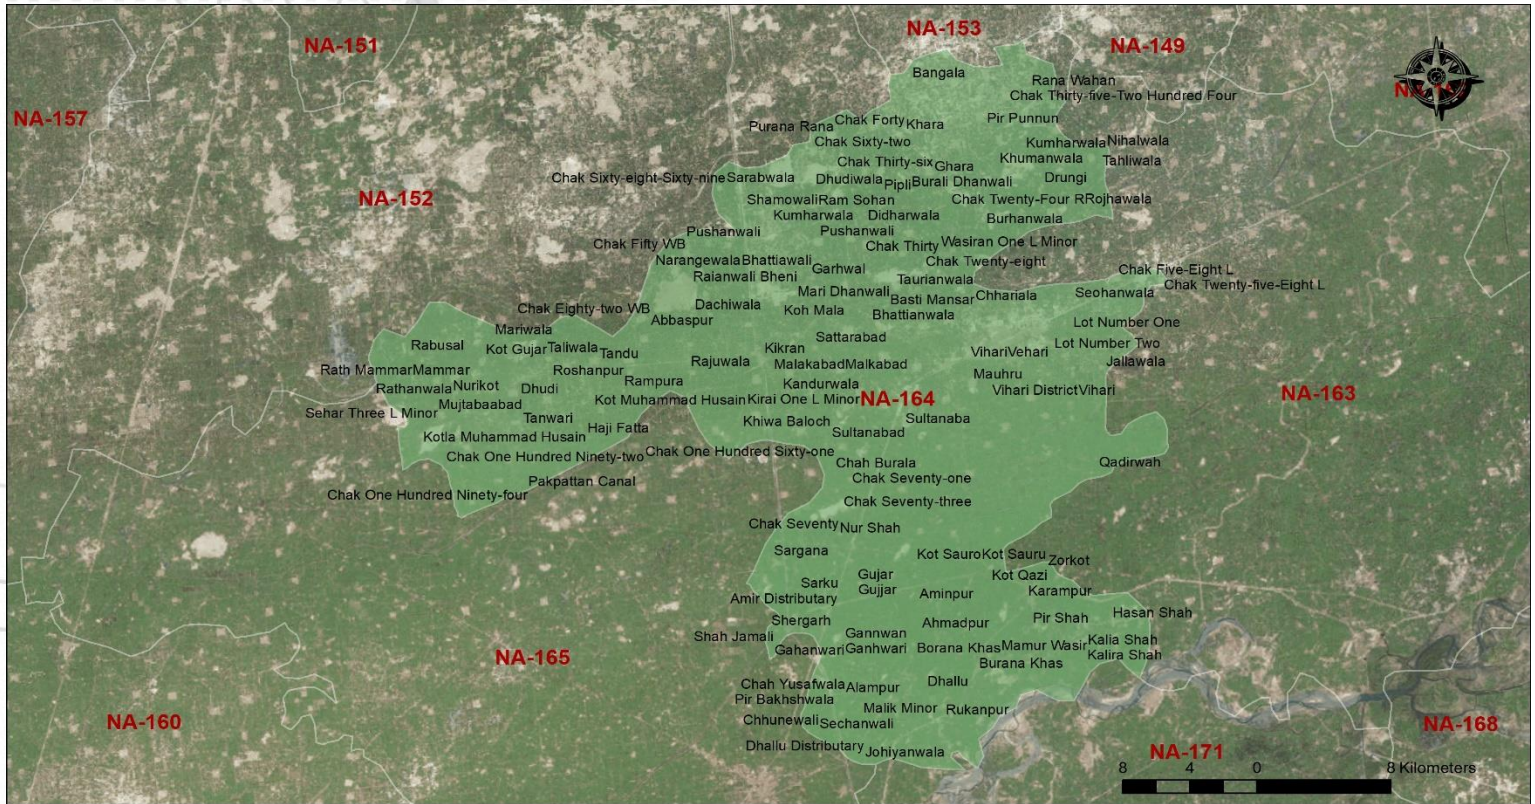 NA-153
NA-151
NA-149
Bangala
Rana Wahan
Chak Thirty-five-Two Hundred Four
NA-157
Chak Forty
Khara
Pir Punnun
Purana Rana
Chak Sixty-two
Kumharwala
Nihalwala
Chak Thirty-six
Ghara
Khumanwala
Tahliwala
Chak Sixty-eight-Sixty-nine
Sarabwala
Dhudiwala
Pipli
Burali
Dhanwali
Drungi
NA-152
Shamowali
Ram Sohan
Chak Twenty-Four R
Rojhawala
Kumharwala
Didharwala
Burhanwala
Pushanwali
Pushanwali
Chak Fifty WB
Chak Thirty
Wasiran One L Minor
Narangewala
Bhattiawali
Garhwal
Chak Twenty-eight
Raianwali Bheni
Taurianwala
Chak Five-Eight L
Chak Twenty-five-Eight L
Mari Dhanwali
Basti Mansar
Chhariala
Seohanwala
Chak Eighty-two WB
Dachiwala
Koh Mala
Bhattianwala
Abbaspur
Lot Number One
Mariwala
Sattarabad
Lot Number Two
Rabusal
Kot Gujar
Taliwala
Tandu
Kikran
Vihari
Vehari
Rajuwala
Malakabad
Malkabad
Jallawala
Rath Mammar
Mammar
Roshanpur
Mauhru
Rathanwala
Nurikot
Dhudi
Rampura
Kandurwala
Vihari District
Vihari
NA-163
Mujtabaabad
Kot Muhammad Husain
Kirai One L Minor
NA-164
Sehar Three L Minor
Tanwari
Haji Fatta
Khiwa Baloch
Sultanaba
Sultanabad
Kotla Muhammad Husain
Chak One Hundred Ninety-two
Chak One Hundred Sixty-one
Chah Burala
Qadirwah
Pakpattan Canal
Chak Seventy-one
Chak One Hundred Ninety-four
Chak Seventy-three
Chak Seventy
Nur Shah
Sargana
Kot Sauro
Kot Sauru
Zorkot
Gujar
Kot Qazi
Sarku
Gujjar
Aminpur
Karampur
Amir Distributary
Shergarh
Ahmadpur
Pir Shah
Hasan Shah
Shah Jamali
Gannwan
Kalia Shah
Gahanwari
Ganhwari
Borana Khas
Mamur Wasir
Kalira Shah
NA-165
Burana Khas
Chah Yusafwala
Alampur
Dhallu
Pir Bakhshwala
Malik Minor
Rukanpur
NA-160
Chhunewali
Sechanwali
NA-168
Dhallu Distributary
Johiyanwala
NA-171
8 4 0 8 Kilometers